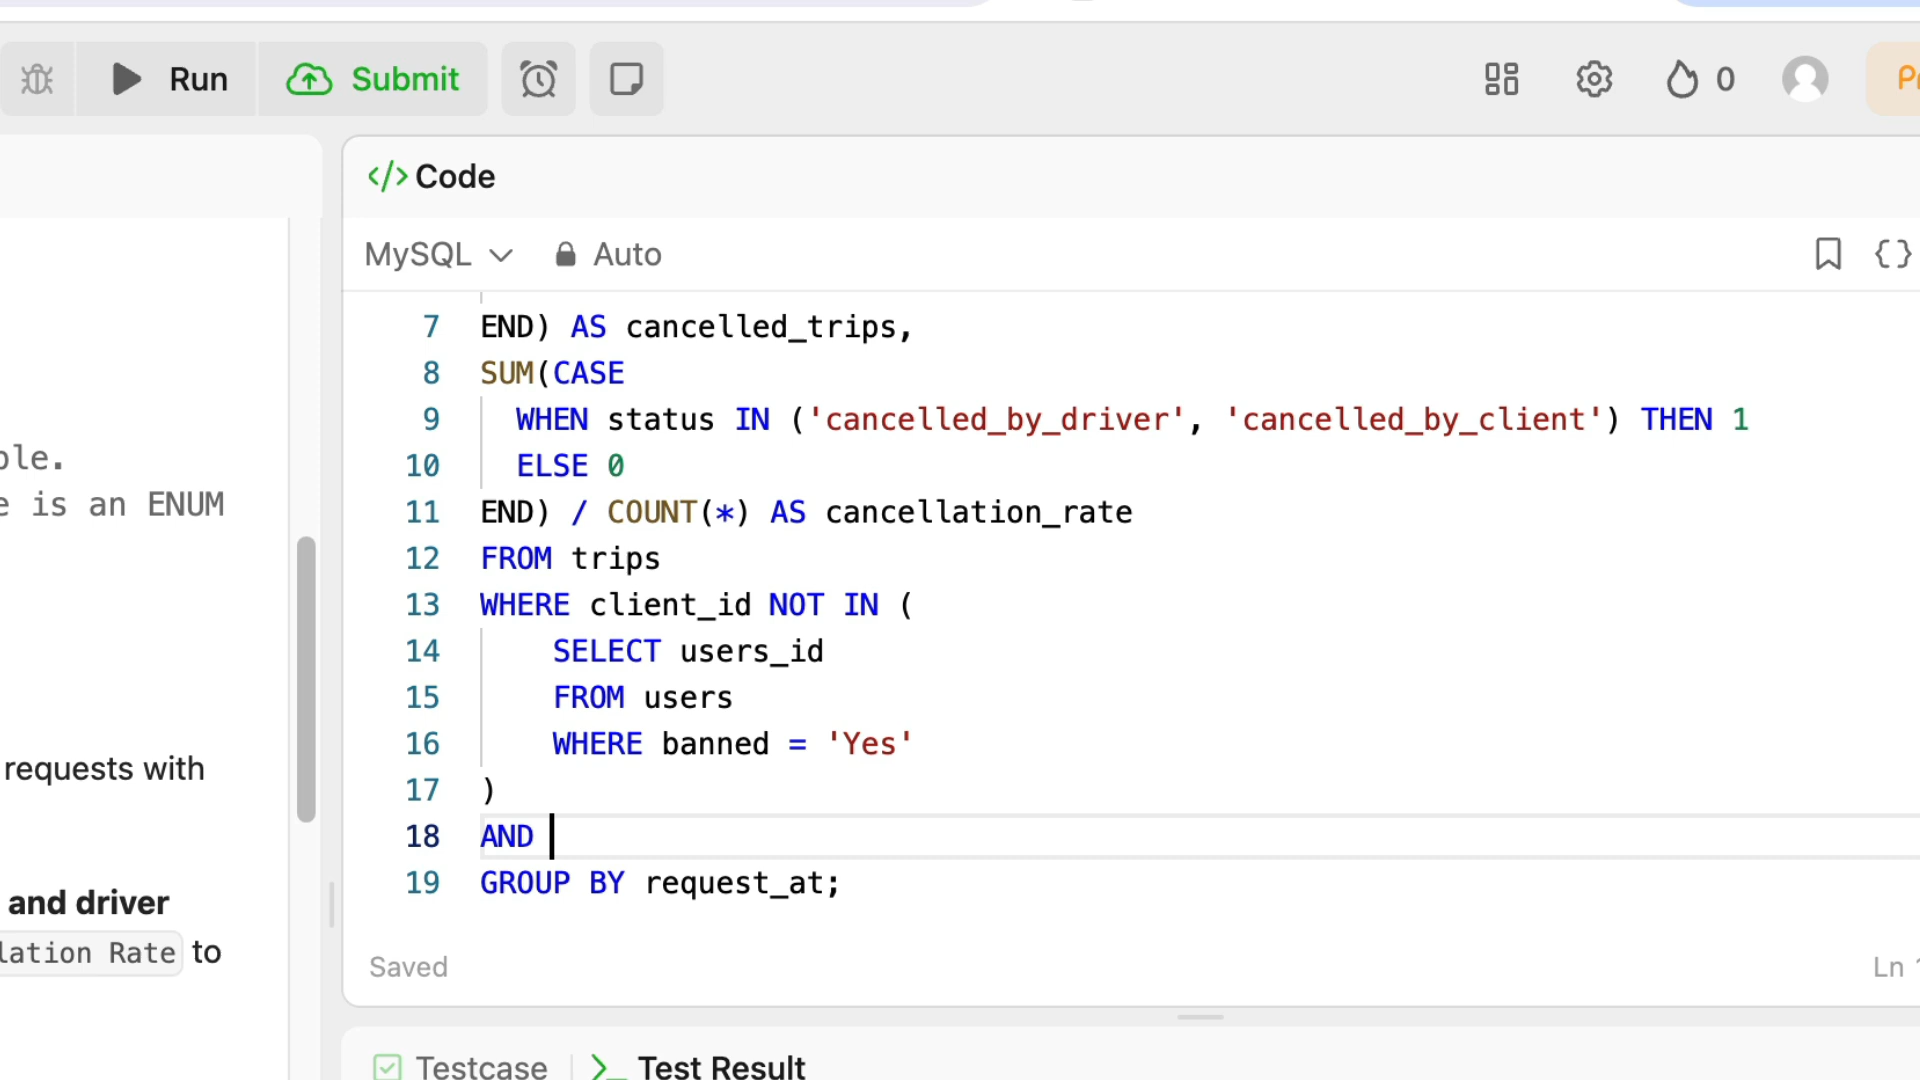 Run
Submit
0
Code
MySQL
Auto
7 END) AS cancelled_trips,
8 SUM(CASE
9 WHEN status IN ('cancelled_by_driver', 'cancelled_by_client') THEN 1
10 ELSE 0
11 END) / COUNT(*) AS cancellation_rate
12 FROM trips
13 WHERE client_id NOT IN (
14 SELECT users_id
15 FROM users
16 WHERE banned = 'Yes'
17 )
18 AND
19 GROUP BY request_at;
Saved
Ln
is an ENUM
requests with
and driver
Rate to
Testcase
Test Result